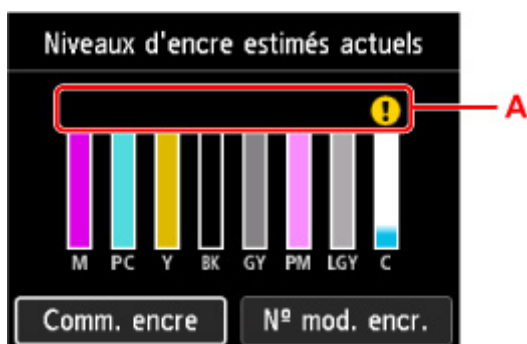 Niveaux d'encre estimés actuels
A
M PC Y BK GY PM LGY C
Comm. encre Nº mod. encr.